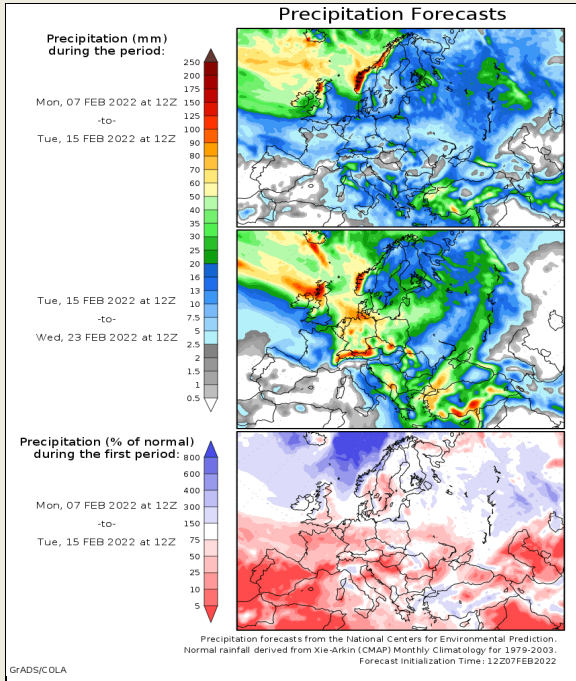 Precipitation Forecasts
Precipitation (mm)
during the period:
Mon, 07 FEB 2022 at 12Z
-to-
Tue, 15 FEB 2022 at 12Z
250
200
175
150
125
100
90
80
70
60
50
40
35
30
25
20
16
13
10
7.5
5
2.5
2
1.5
1
0.5
Tue, 15 FEB 2022 at 12Z
-to-
Wed, 23 FEB 2022 at 12Z
Precipitation (% of normal)
during the first period:
Mon, 07 FEB 2022 at 12Z
-to-
Tue, 15 FEB 2022 at 12Z
800
600
400
300
150
75
50
25
10
5
Precipitation forecasts from the National Centers for Environmental Prediction.
Normal rainfall derived from Xie-Arkin (CMAP) Monthly Climatology for 1979-2003.
Forecast Initialization Time: 12Z07FEB2022
GrADS/COLA